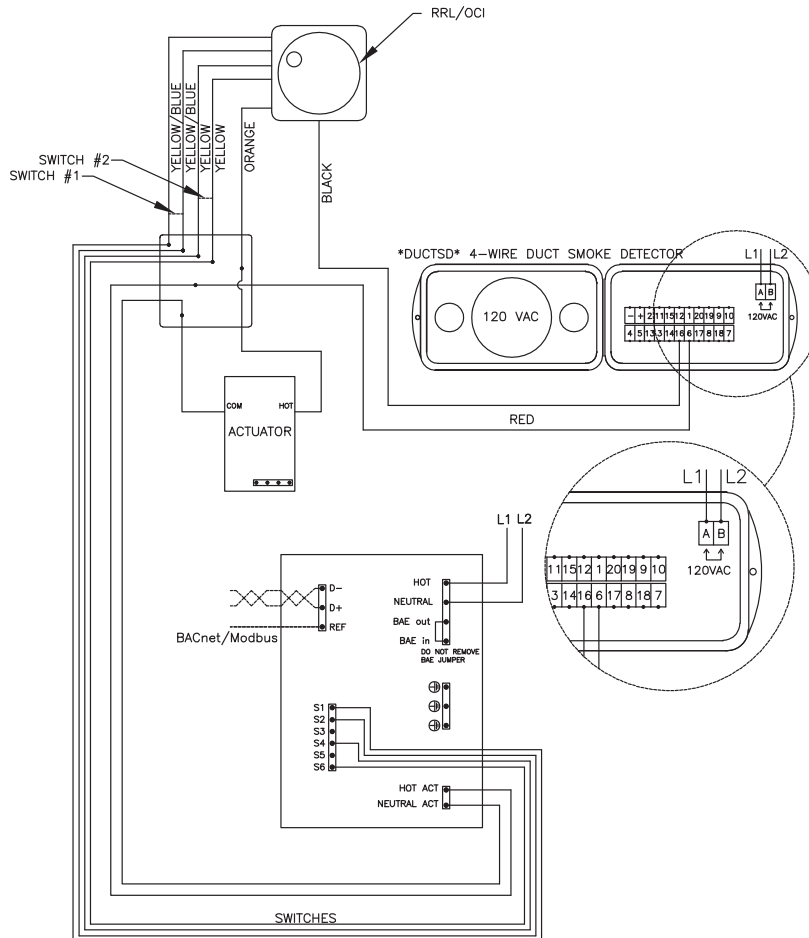 RRL/OCI
YELLOW/BLUE
YELLOW/BLUE
YELLOW
YELLOW
ORANGE
BLACK
SWITCH #2
SWITCH #1
*DUCTSD* 4-WIRE DUCT SMOKE DETECTOR
L1 L2
120 VAC
A B
120VAC
- + 2 11 15 12 1 20 19 9 10
4 5 13 3 14 16 6 17 8 18 7
COM HOT
ACTUATOR
RED
L1 L2
A B
120VAC
11 15 12 1 20 19 9 10
3 14 16 6 17 8 18 7
L1 L2
HOT
NEUTRAL
BAE out
BAE in
DO NOT REMOVE
BAE JUMPER
D-
D+
REF
BACnet/Modbus
S1
S2
S3
S4
S5
S6
HOT ACT
NEUTRAL ACT
SWITCHES